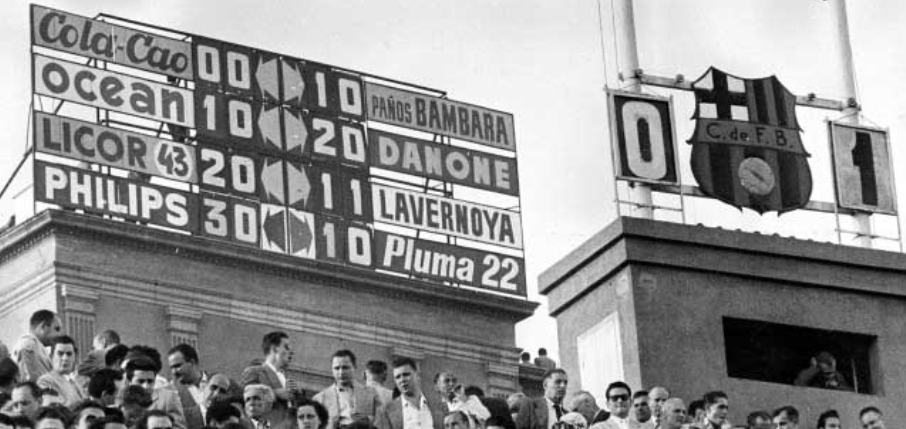 Cola-Cao 00 10 PAÑOS BAMBARA
Ocean 10 20 DANONE
LICOR 43 20 11 LAVERNOYA
PHILIPS 30 10 Pluma 22
0 C. de F. B. 1